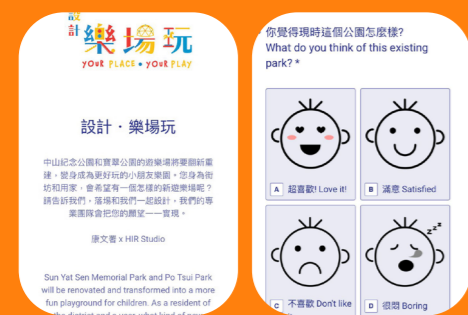 設
計
樂場玩
YOUR PLACE • YOUR PLAY
設計・樂場玩
中山紀念公園和寶翠公園的遊樂場將要翻新重
建，變身成為更好玩的小朋友樂園。您身為街
坊和用家，會希望有一個怎樣的新遊樂場呢？
請告訴我們，落場和我們一起設計，我們的專
業團隊會把您的願望一一實現。
康文署 x HIR Studio
Sun Yat Sen Memorial Park and Po Tsui Park
will be renovated and transformed into a more
fun playground for children. As a resident of
你覺得現時這個公園怎麼樣?
What do you think of this existing
park? *
A 超喜歡! Love it!
B 滿意 Satisfied
C 不喜歡 Don't like
D 很悶 Boring
z z z